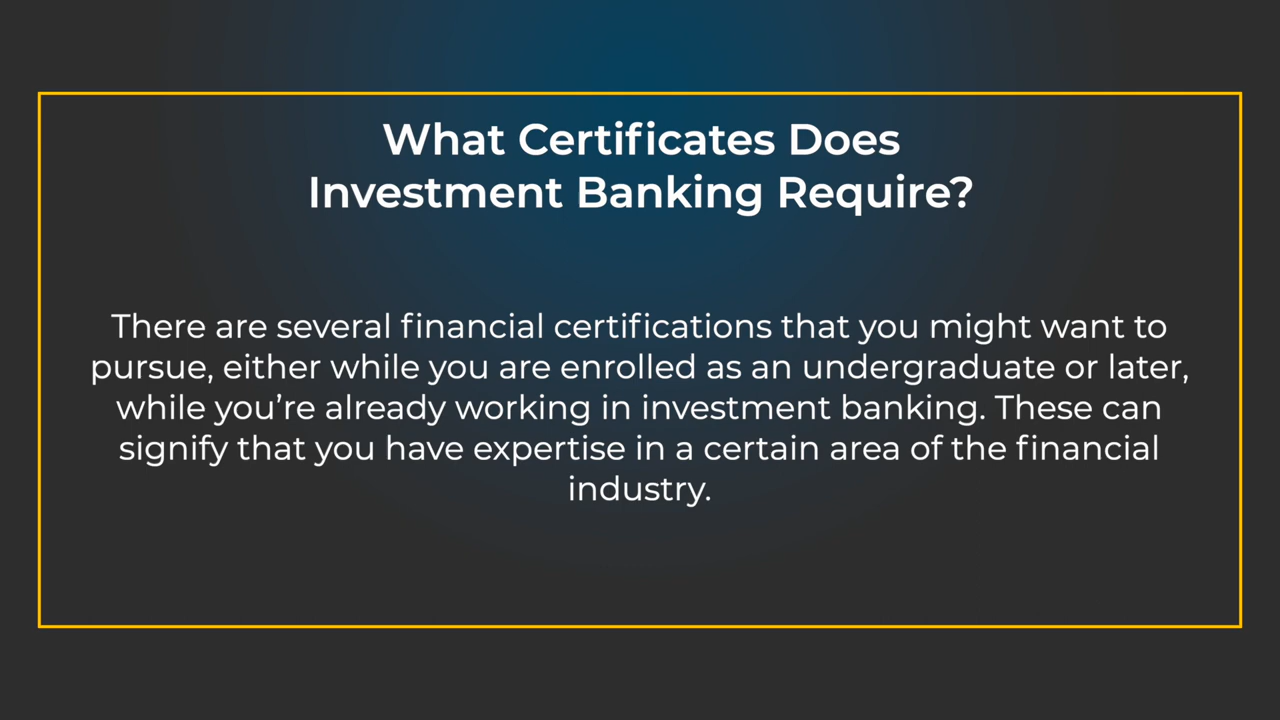 What Certificates Does
Investment Banking Require?
There are several financial certifications that you might want to
pursue, either while you are enrolled as an undergraduate or later,
while you’re already working in investment banking. These can
signify that you have expertise in a certain area of the financial
industry.